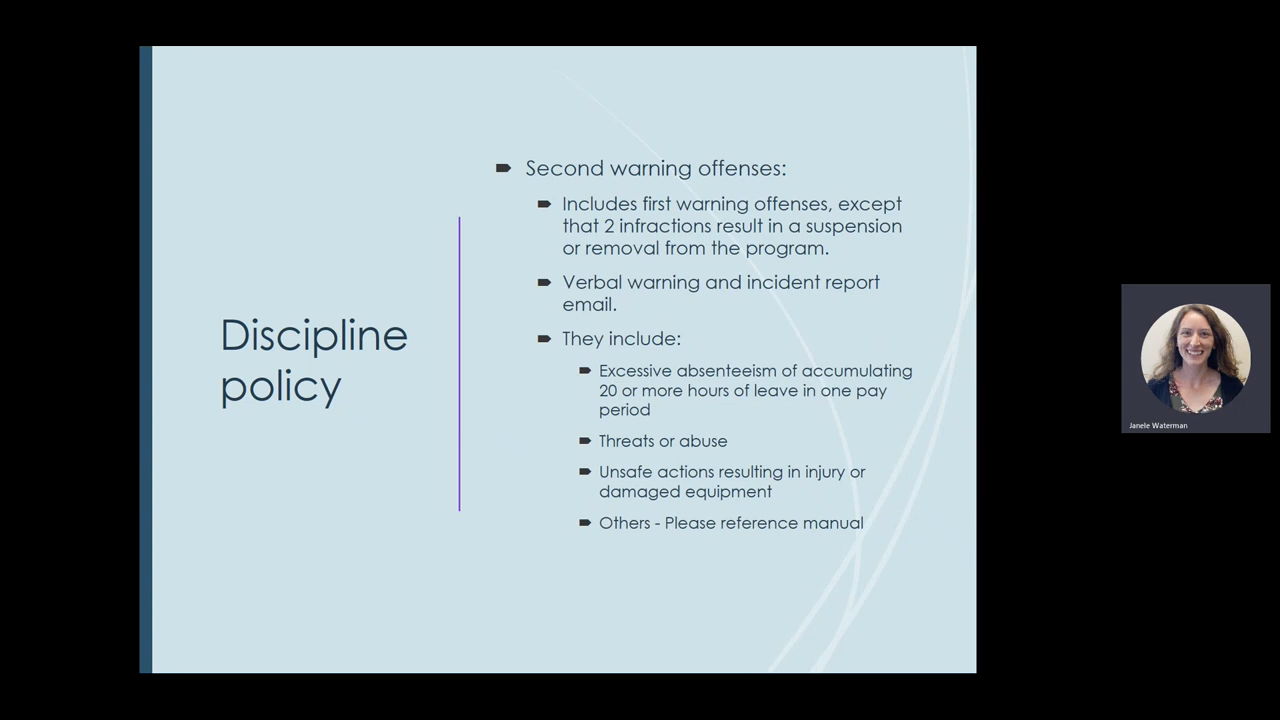 Discipline
policy
Second warning offenses:
Includes first warning offenses, except
that 2 infractions result in a suspension
or removal from the program.
Verbal warning and incident report
email.
They include:
Excessive absenteeism of accumulating
20 or more hours of leave in one pay
period
Threats or abuse
Unsafe actions resulting in injury or
damaged equipment
Others - Please reference manual
Janele Waterman